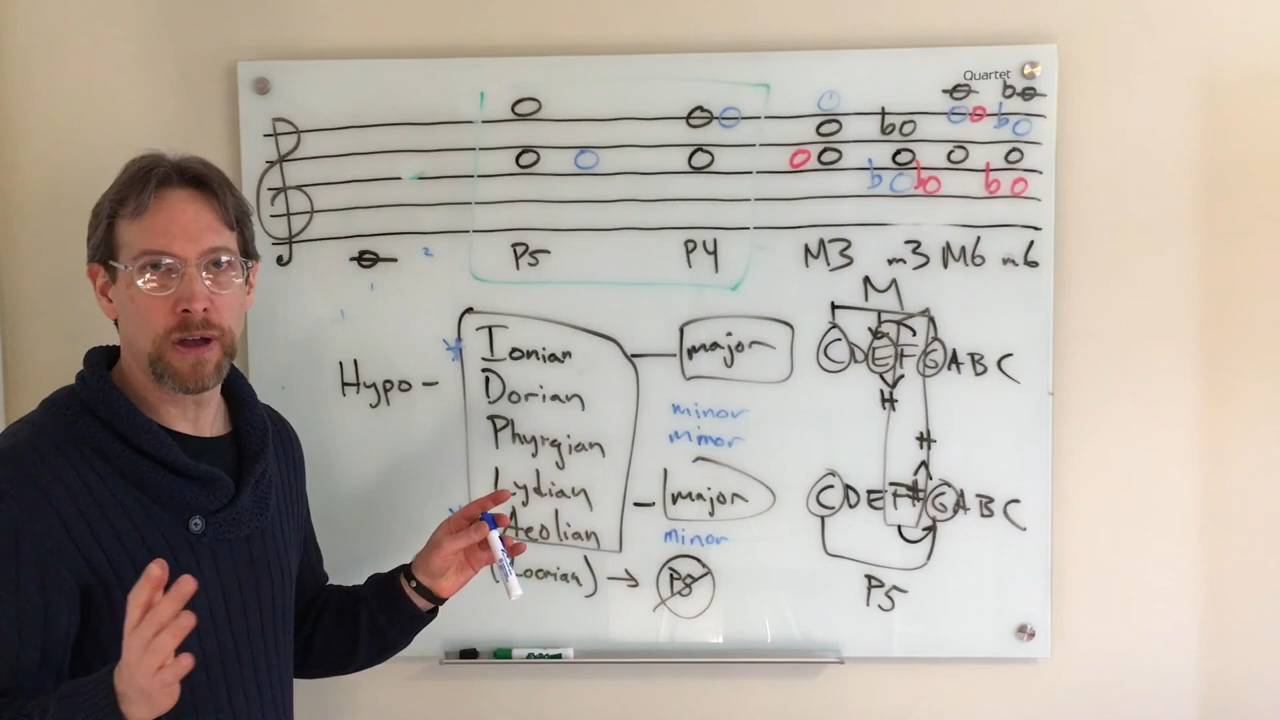 Quartet
P5 P4 M3 m3 M6 m6
2
M
Ionian
major
C D E F G A B C
Hypo-
Dorian
minor
H
Phyrgian
minor
H
Lydian
major
C D E F# G A B C
Aeolian
minor
P5